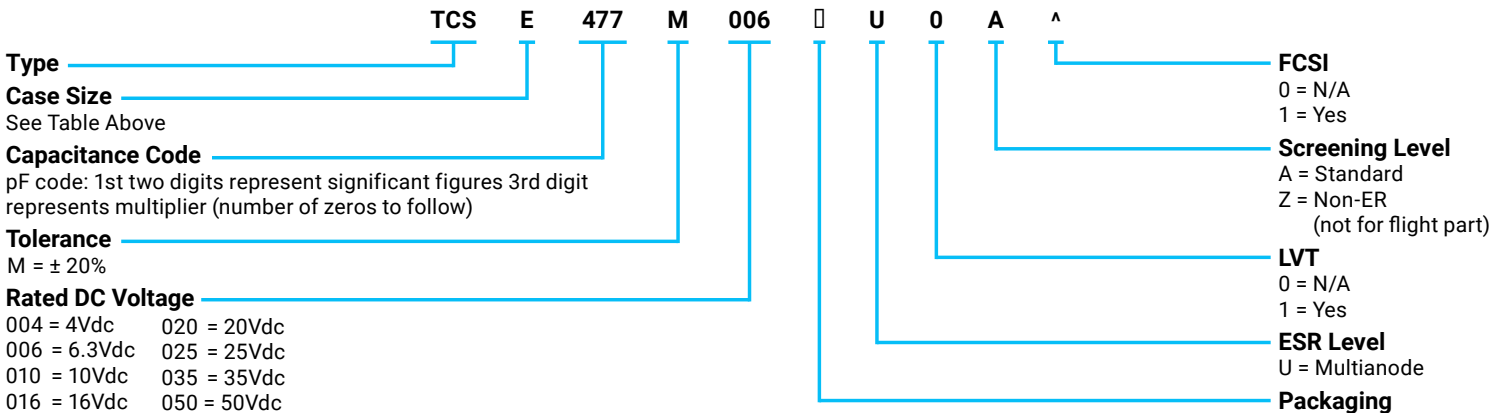 TCS E 477 M 006 ▯ U 0 A ^
Type
Case Size
See Table Above
Capacitance Code
pF code: 1st two digits represent significant figures 3rd digit
represents multiplier (number of zeros to follow)
Tolerance
M = ± 20%
Rated DC Voltage
004 = 4Vdc 020 = 20Vdc
006 = 6.3Vdc 025 = 25Vdc
010 = 10Vdc 035 = 35Vdc
016 = 16Vdc 050 = 50Vdc
FCSI
0 = N/A
1 = Yes
Screening Level
A = Standard
Z = Non-ER
(not for flight part)
LVT
0 = N/A
1 = Yes
ESR Level
U = Multianode
Packaging